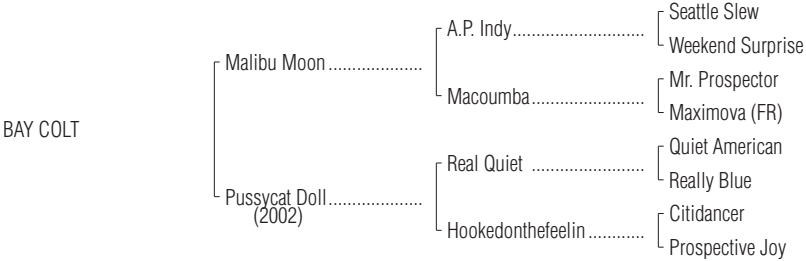 Seattle Slew
A.P. Indy...........................
Weekend Surprise
Malibu Moon ....................
Mr. Prospector
Macoumba........................
Maximova (FR)
BAY COLT
Quiet American
Real Quiet ........................
Really Blue
Pussycat Doll....................
(2002)
Citidancer
Hookedonthefeelin............
Prospective Joy